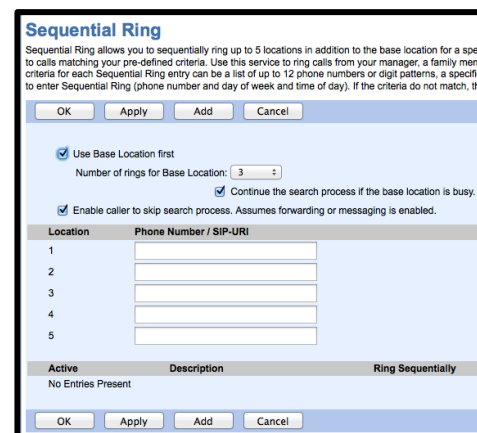 Sequential Ring
Sequential Ring allows you to sequentially ring up to 5 locations in addition to the base location for a spe
to calls matching your pre-defined criteria. Use this service to ring calls from your manager, a family mem
criteria for each Sequential Ring entry can be a list of up to 12 phone numbers or digit patterns, a specifi
to enter Sequential Ring (phone number and day of week and time of day). If the criteria do not match, th
OK Apply Add Cancel
Use Base Location first
Number of rings for Base Location: 3
Continue the search process if the base location is busy.
Enable caller to skip search process. Assumes forwarding or messaging is enabled.
Location Phone Number / SIP-URI
1
2
3
4
5
Active Description Ring Sequentially
No Entries Present
OK Apply Add Cancel